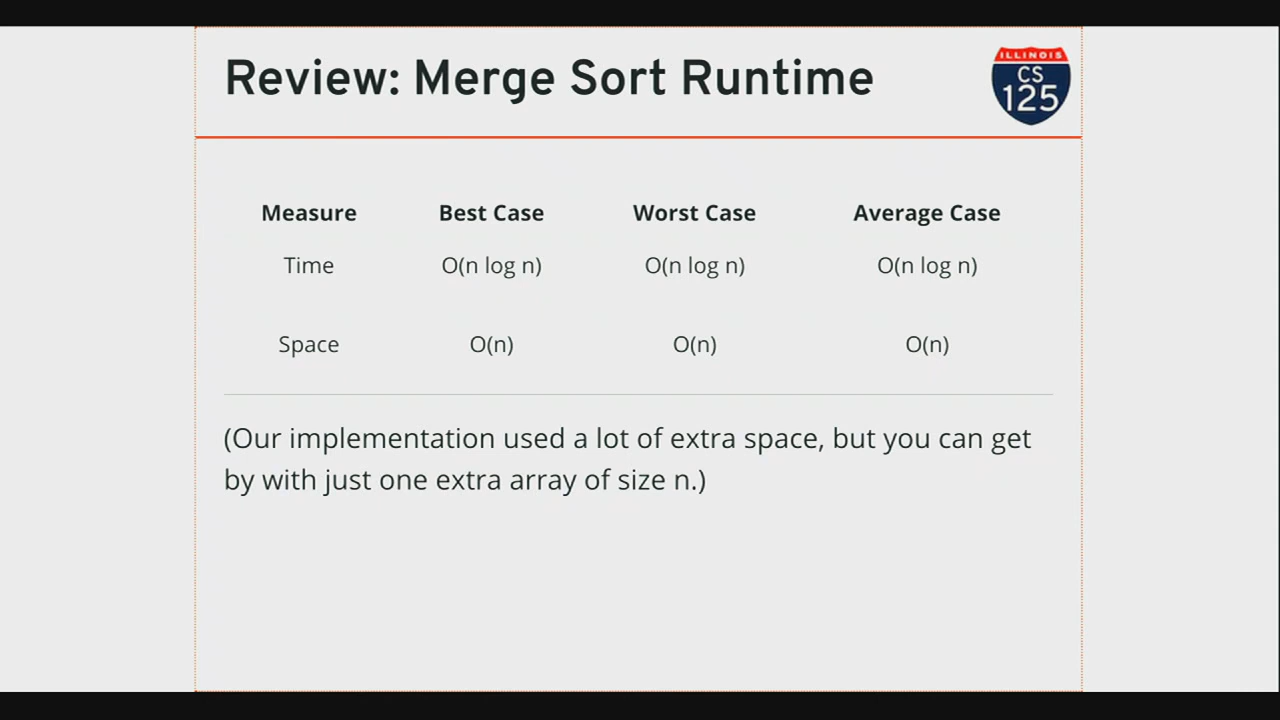 Review: Merge Sort Runtime
ILLINOIS
CS
125
Measure Best Case Worst Case Average Case
Time O(n log n) O(n log n) O(n log n)
Space O(n) O(n) O(n)
(Our implementation used a lot of extra space, but you can get
by with just one extra array of size n.)